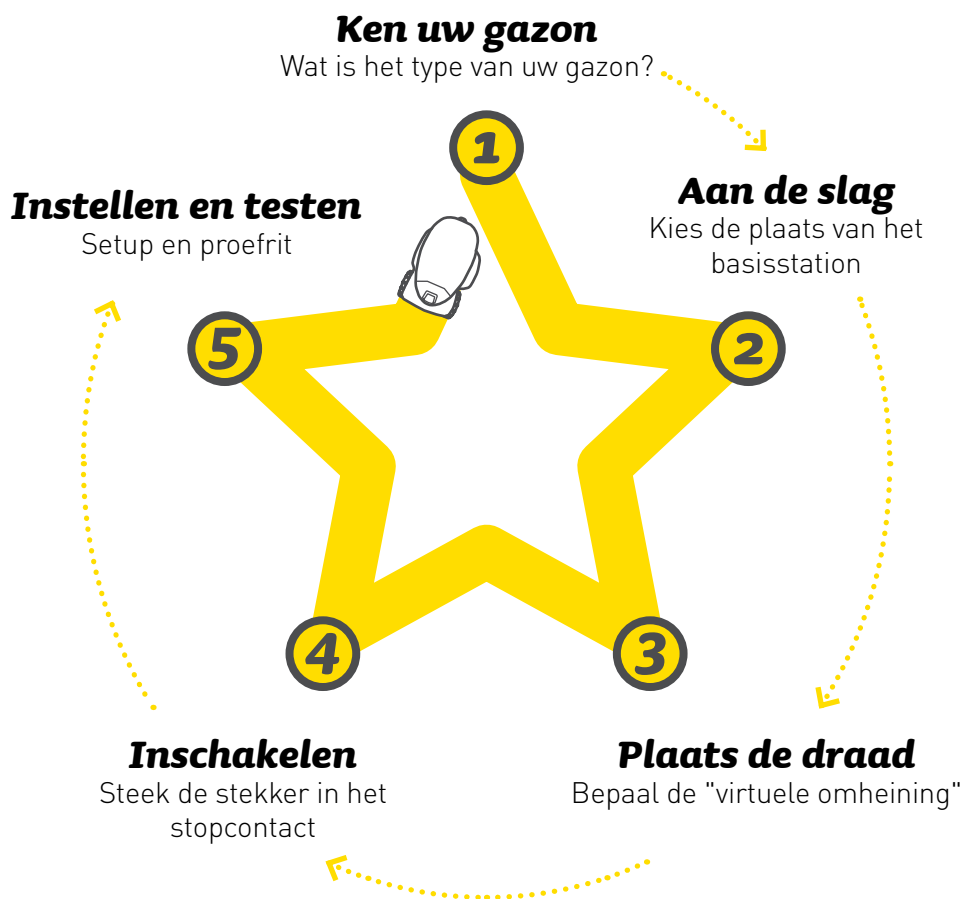 Ken uw gazon
Wat is het type van uw gazon?
1
Aan de slag
Kies de plaats van het
basisstation
2
3
Plaats de draad
Bepaal de "virtuele omheining"
4
Inschakelen
Steek de stekker in het
stopcontact
5
Instellen en testen
Setup en proefrit